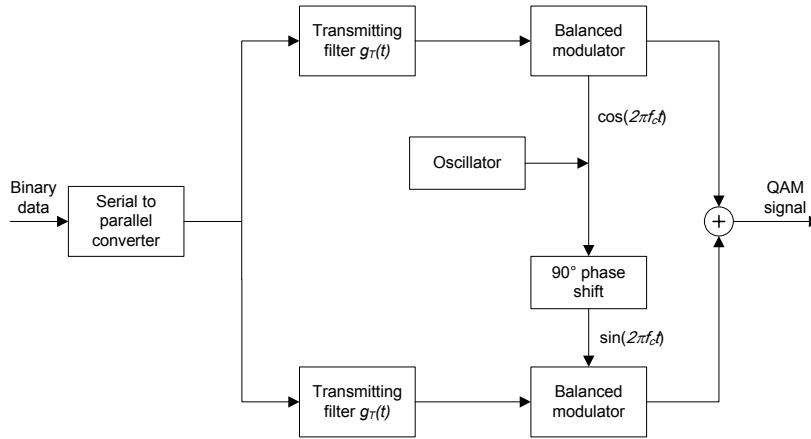 Transmitting
filter gT(t)
Balanced
modulator
cos(2πfct)
Oscillator
Binary
data
Serial to
parallel
converter
QAM
signal
+
90° phase
shift
sin(2πfct)
Transmitting
filter gT(t)
Balanced
modulator